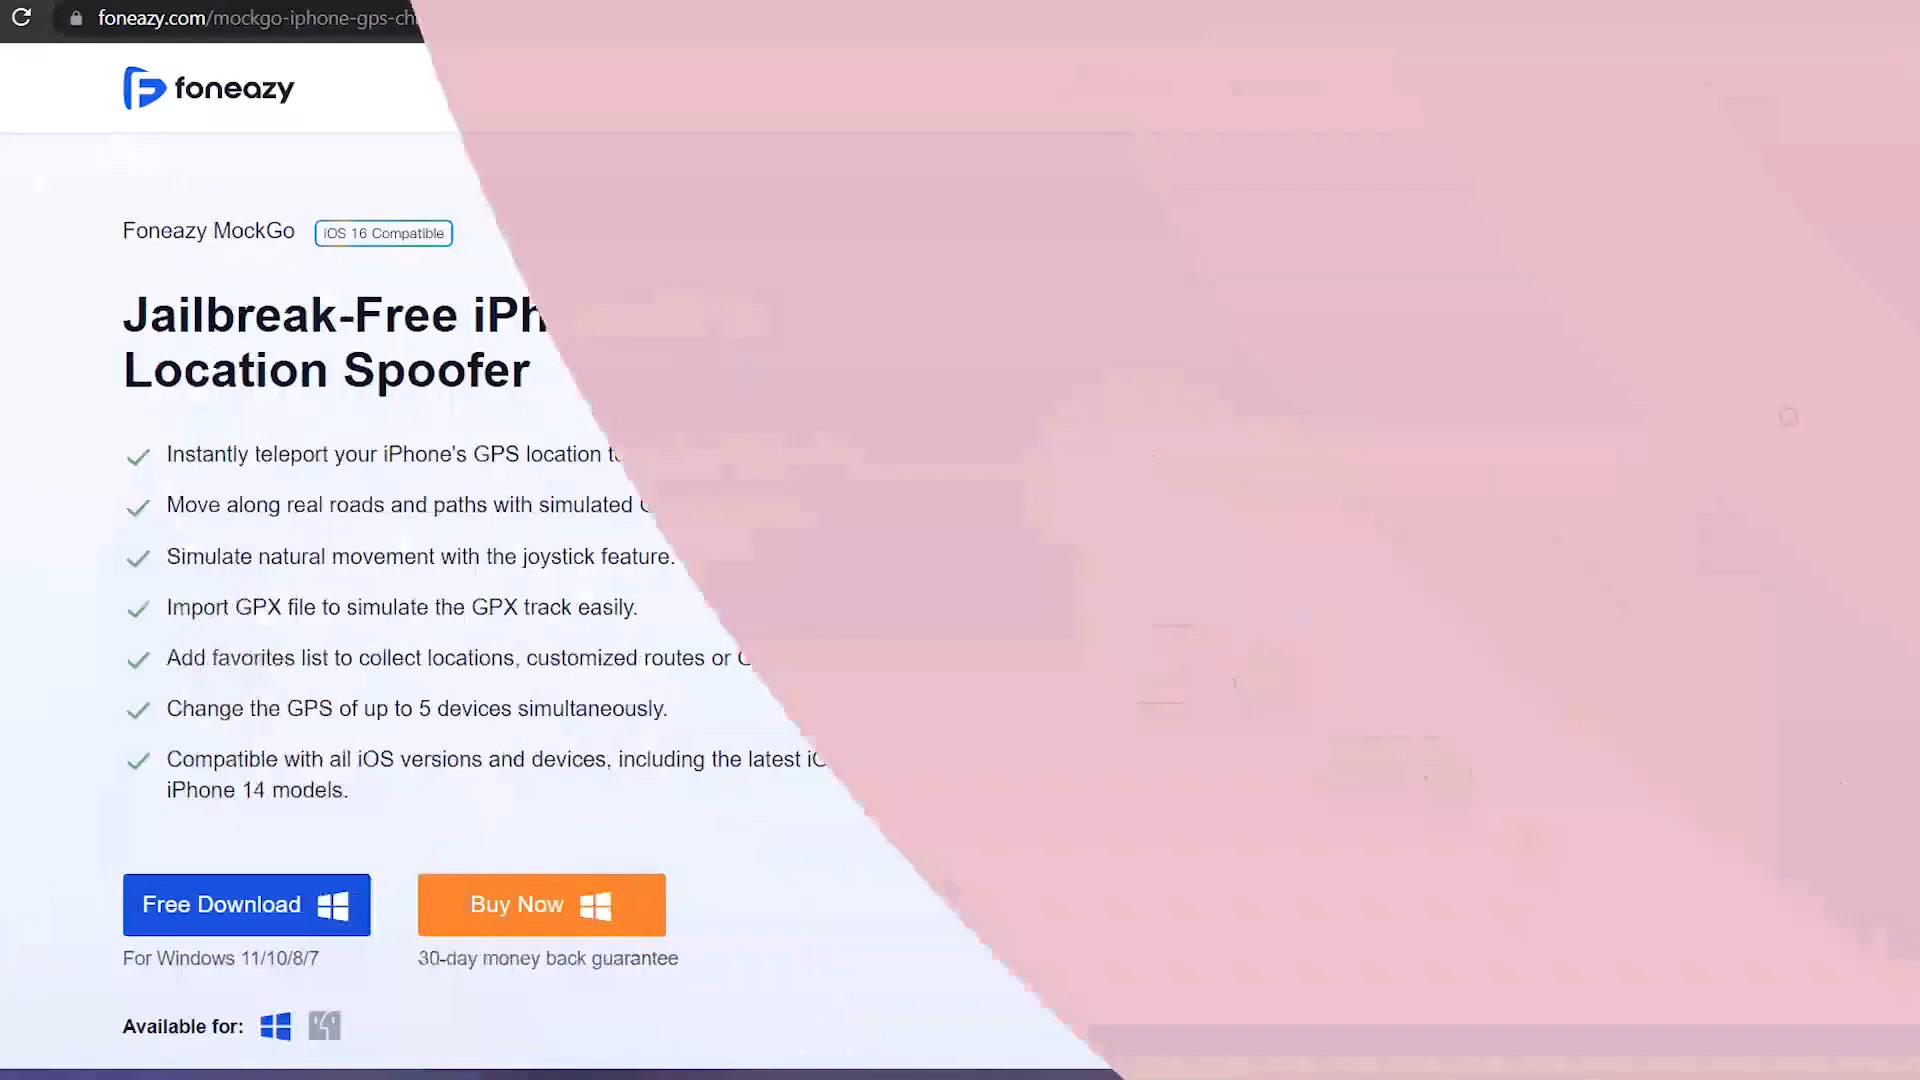 foneazy.com/mockgo-iphone-gps-ch
foneazy
Foneazy MockGo
iOS 16 Compatible
Jailbreak-Free iPh
Location Spoofer
Instantly teleport your iPhone's GPS location t
Move along real roads and paths with simulated
Simulate natural movement with the joystick feature.
Import GPX file to simulate the GPX track easily.
Add favorites list to collect locations, customized routes or
Change the GPS of up to 5 devices simultaneously.
Compatible with all iOS versions and devices, including the latest i
iPhone 14 models.
Free Download
Buy Now
For Windows 11/10/8/7
30-day money back guarantee
Available for: